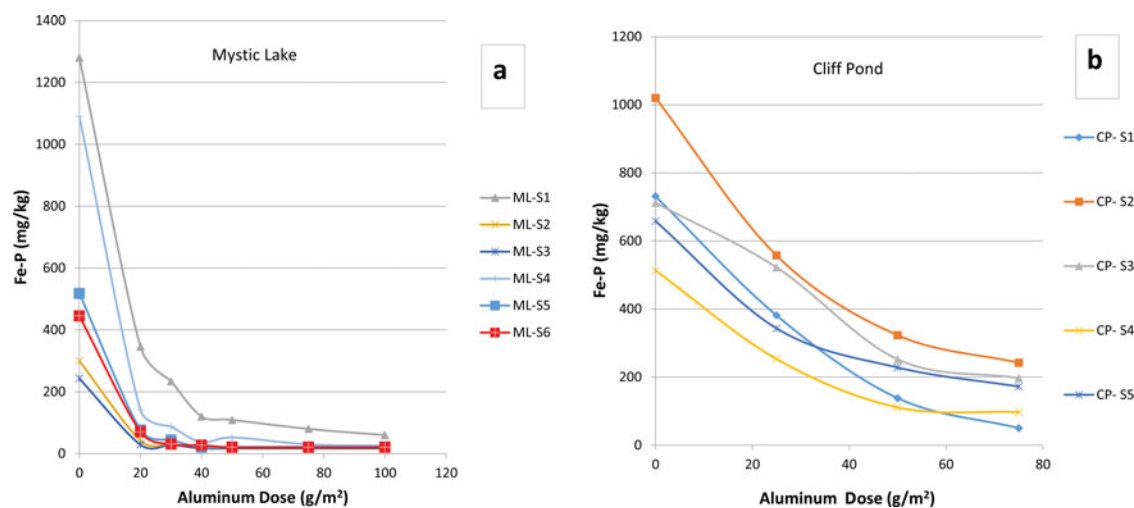 Mystic Lake
a
1400
1200
1000
800
600
400
200
0
Fe-P (mg/kg)
0 20 40 60 80 100 120
Aluminum Dose (g/m²)
ML-S1
ML-S2
ML-S3
ML-S4
ML-S5
ML-S6
Cliff Pond
b
1200
1000
800
600
400
200
0
Fe-P (mg/kg)
0 20 40 60 80
Aluminum Dose (g/m²)
CP- S1
CP- S2
CP- S3
CP- S4
CP- S5